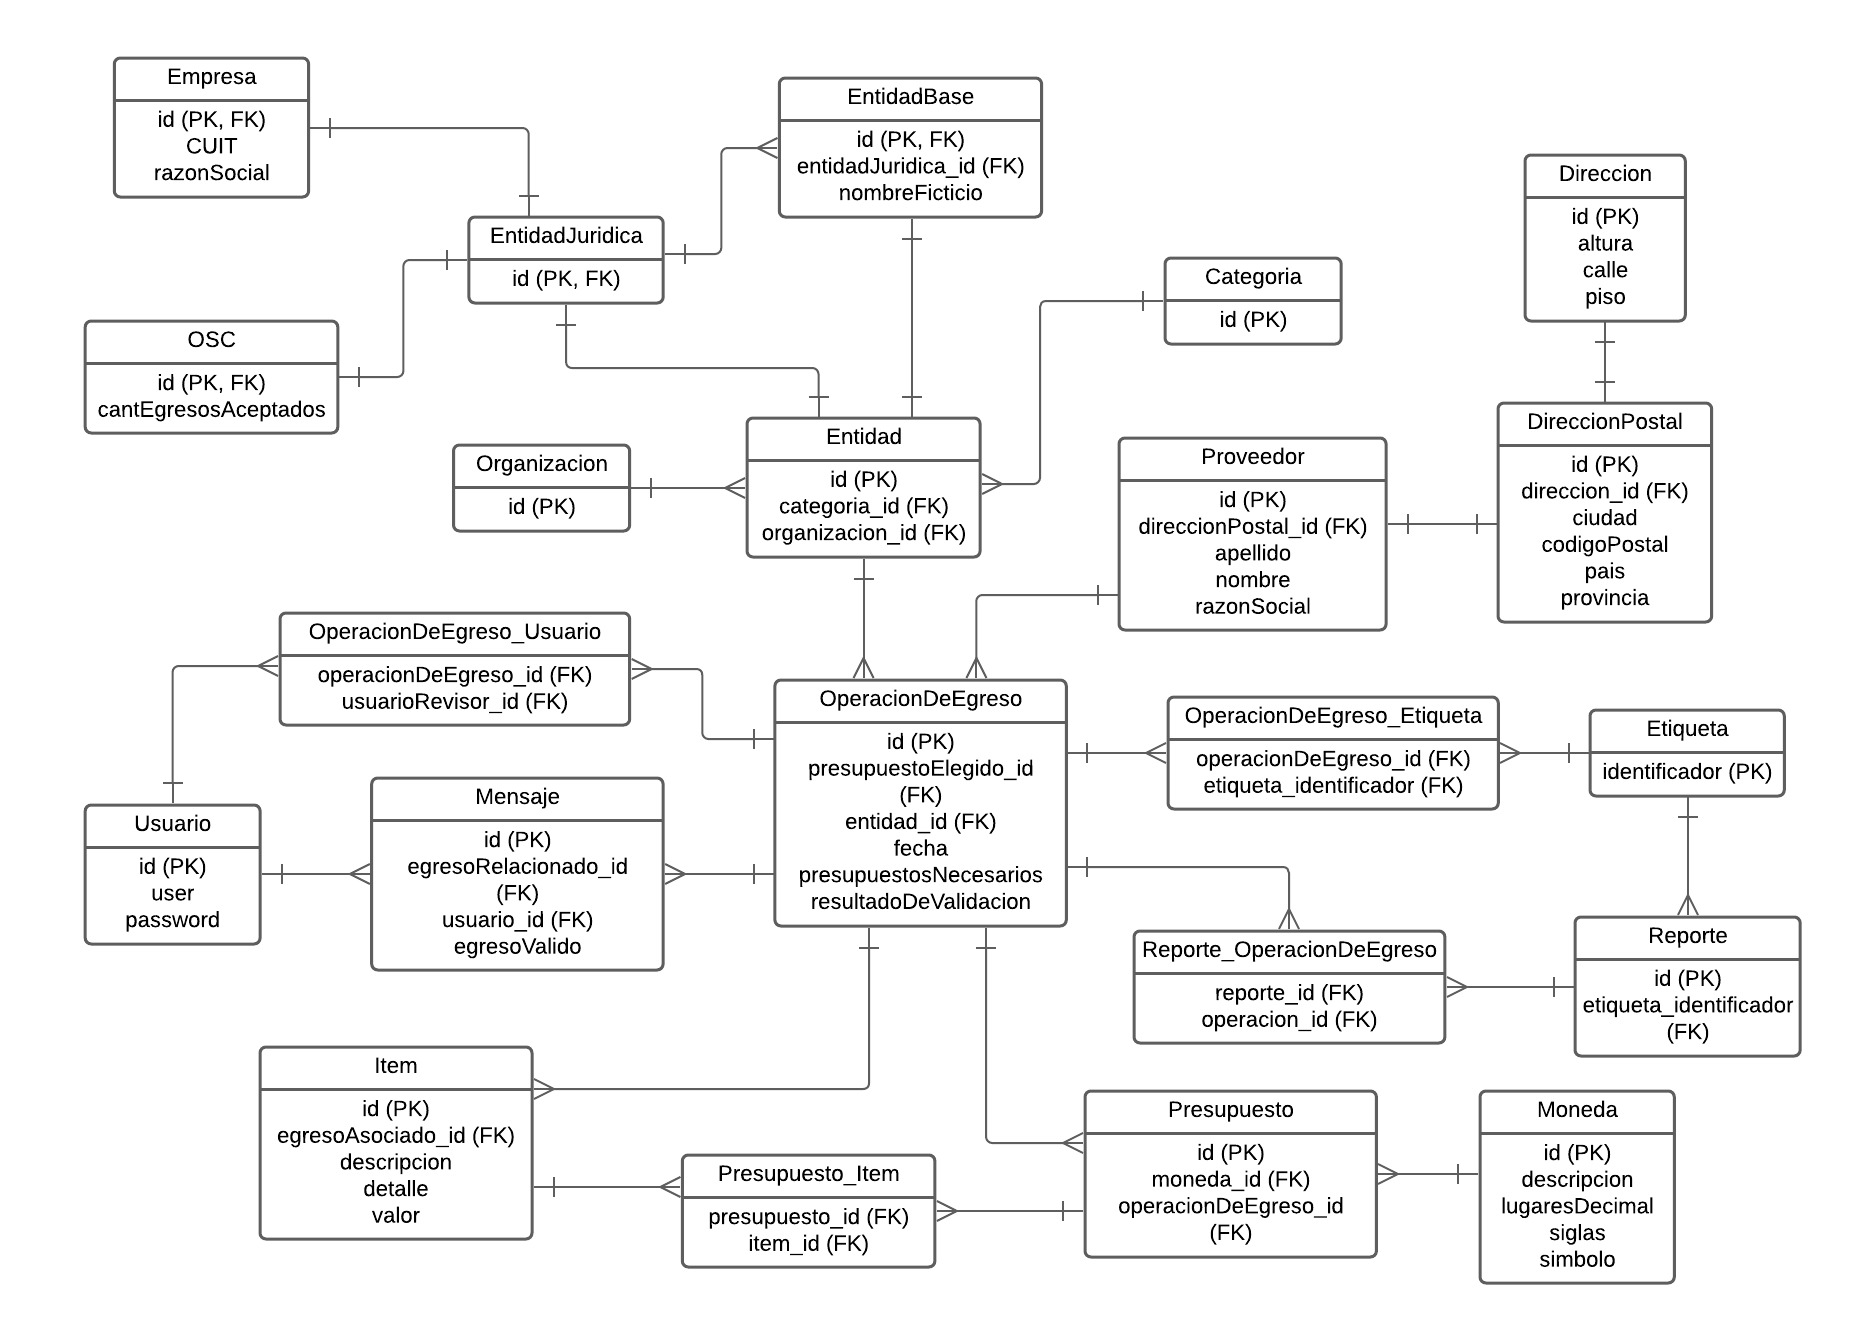 Empresa
id (PK, FK)
CUIT
razonSocial
EntidadBase
id (PK, FK)
entidadJuridica_id (FK)
nombreFicticio
Direccion
id (PK)
altura
calle
piso
EntidadJuridica
id (PK, FK)
Categoria
id (PK)
OSC
id (PK, FK)
cantEgresosAceptados
Organizacion
id (PK)
Entidad
id (PK)
categoria_id (FK)
organizacion_id (FK)
Proveedor
id (PK)
direccionPostal_id (FK)
apellido
nombre
razonSocial
DireccionPostal
id (PK)
direccion_id (FK)
ciudad
codigoPostal
pais
provincia
OperacionDeEgreso_Usuario
operacionDeEgreso_id (FK)
usuarioRevisor_id (FK)
OperacionDeEgreso
id (PK)
presupuestoElegido_id
(FK)
entidad_id (FK)
fecha
presupuestosNecesarios
resultadoDeValidacion
OperacionDeEgreso_Etiqueta
operacionDeEgreso_id (FK)
etiqueta_identificador (FK)
Etiqueta
identificador (PK)
Usuario
id (PK)
user
password
Mensaje
id (PK)
egresoRelacionado_id
(FK)
usuario_id (FK)
egresoValido
Reporte_OperacionDeEgreso
reporte_id (FK)
operacion_id (FK)
Reporte
id (PK)
etiqueta_identificador
(FK)
Item
id (PK)
egresoAsociado_id (FK)
descripcion
detalle
valor
Presupuesto_Item
presupuesto_id (FK)
item_id (FK)
Presupuesto
id (PK)
moneda_id (FK)
operacionDeEgreso_id
(FK)
Moneda
id (PK)
descripcion
lugaresDecimal
siglas
simbolo